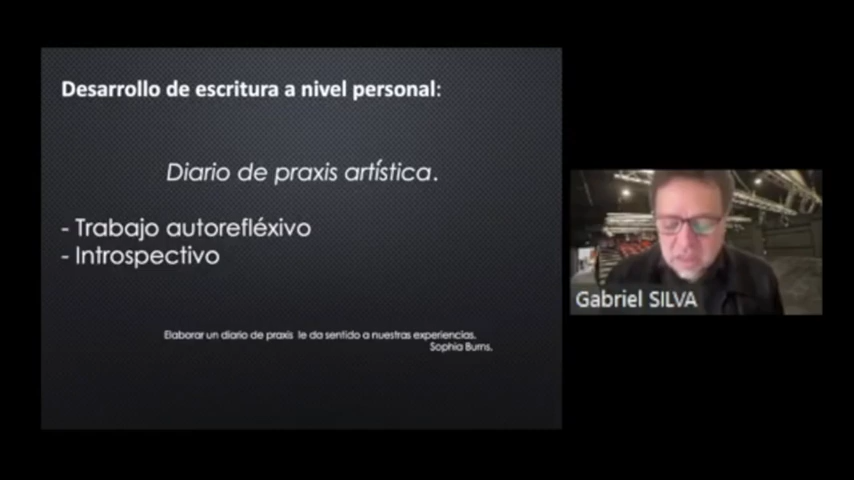 Desarrollo de escritura a nivel personal:
Diario de praxis artística.
- Trabajo autorefléxivo
- Introspectivo
Elaborar un diario de praxis le da sentido a nuestras experiencias.
Sophia Burns.
Gabriel SILVA